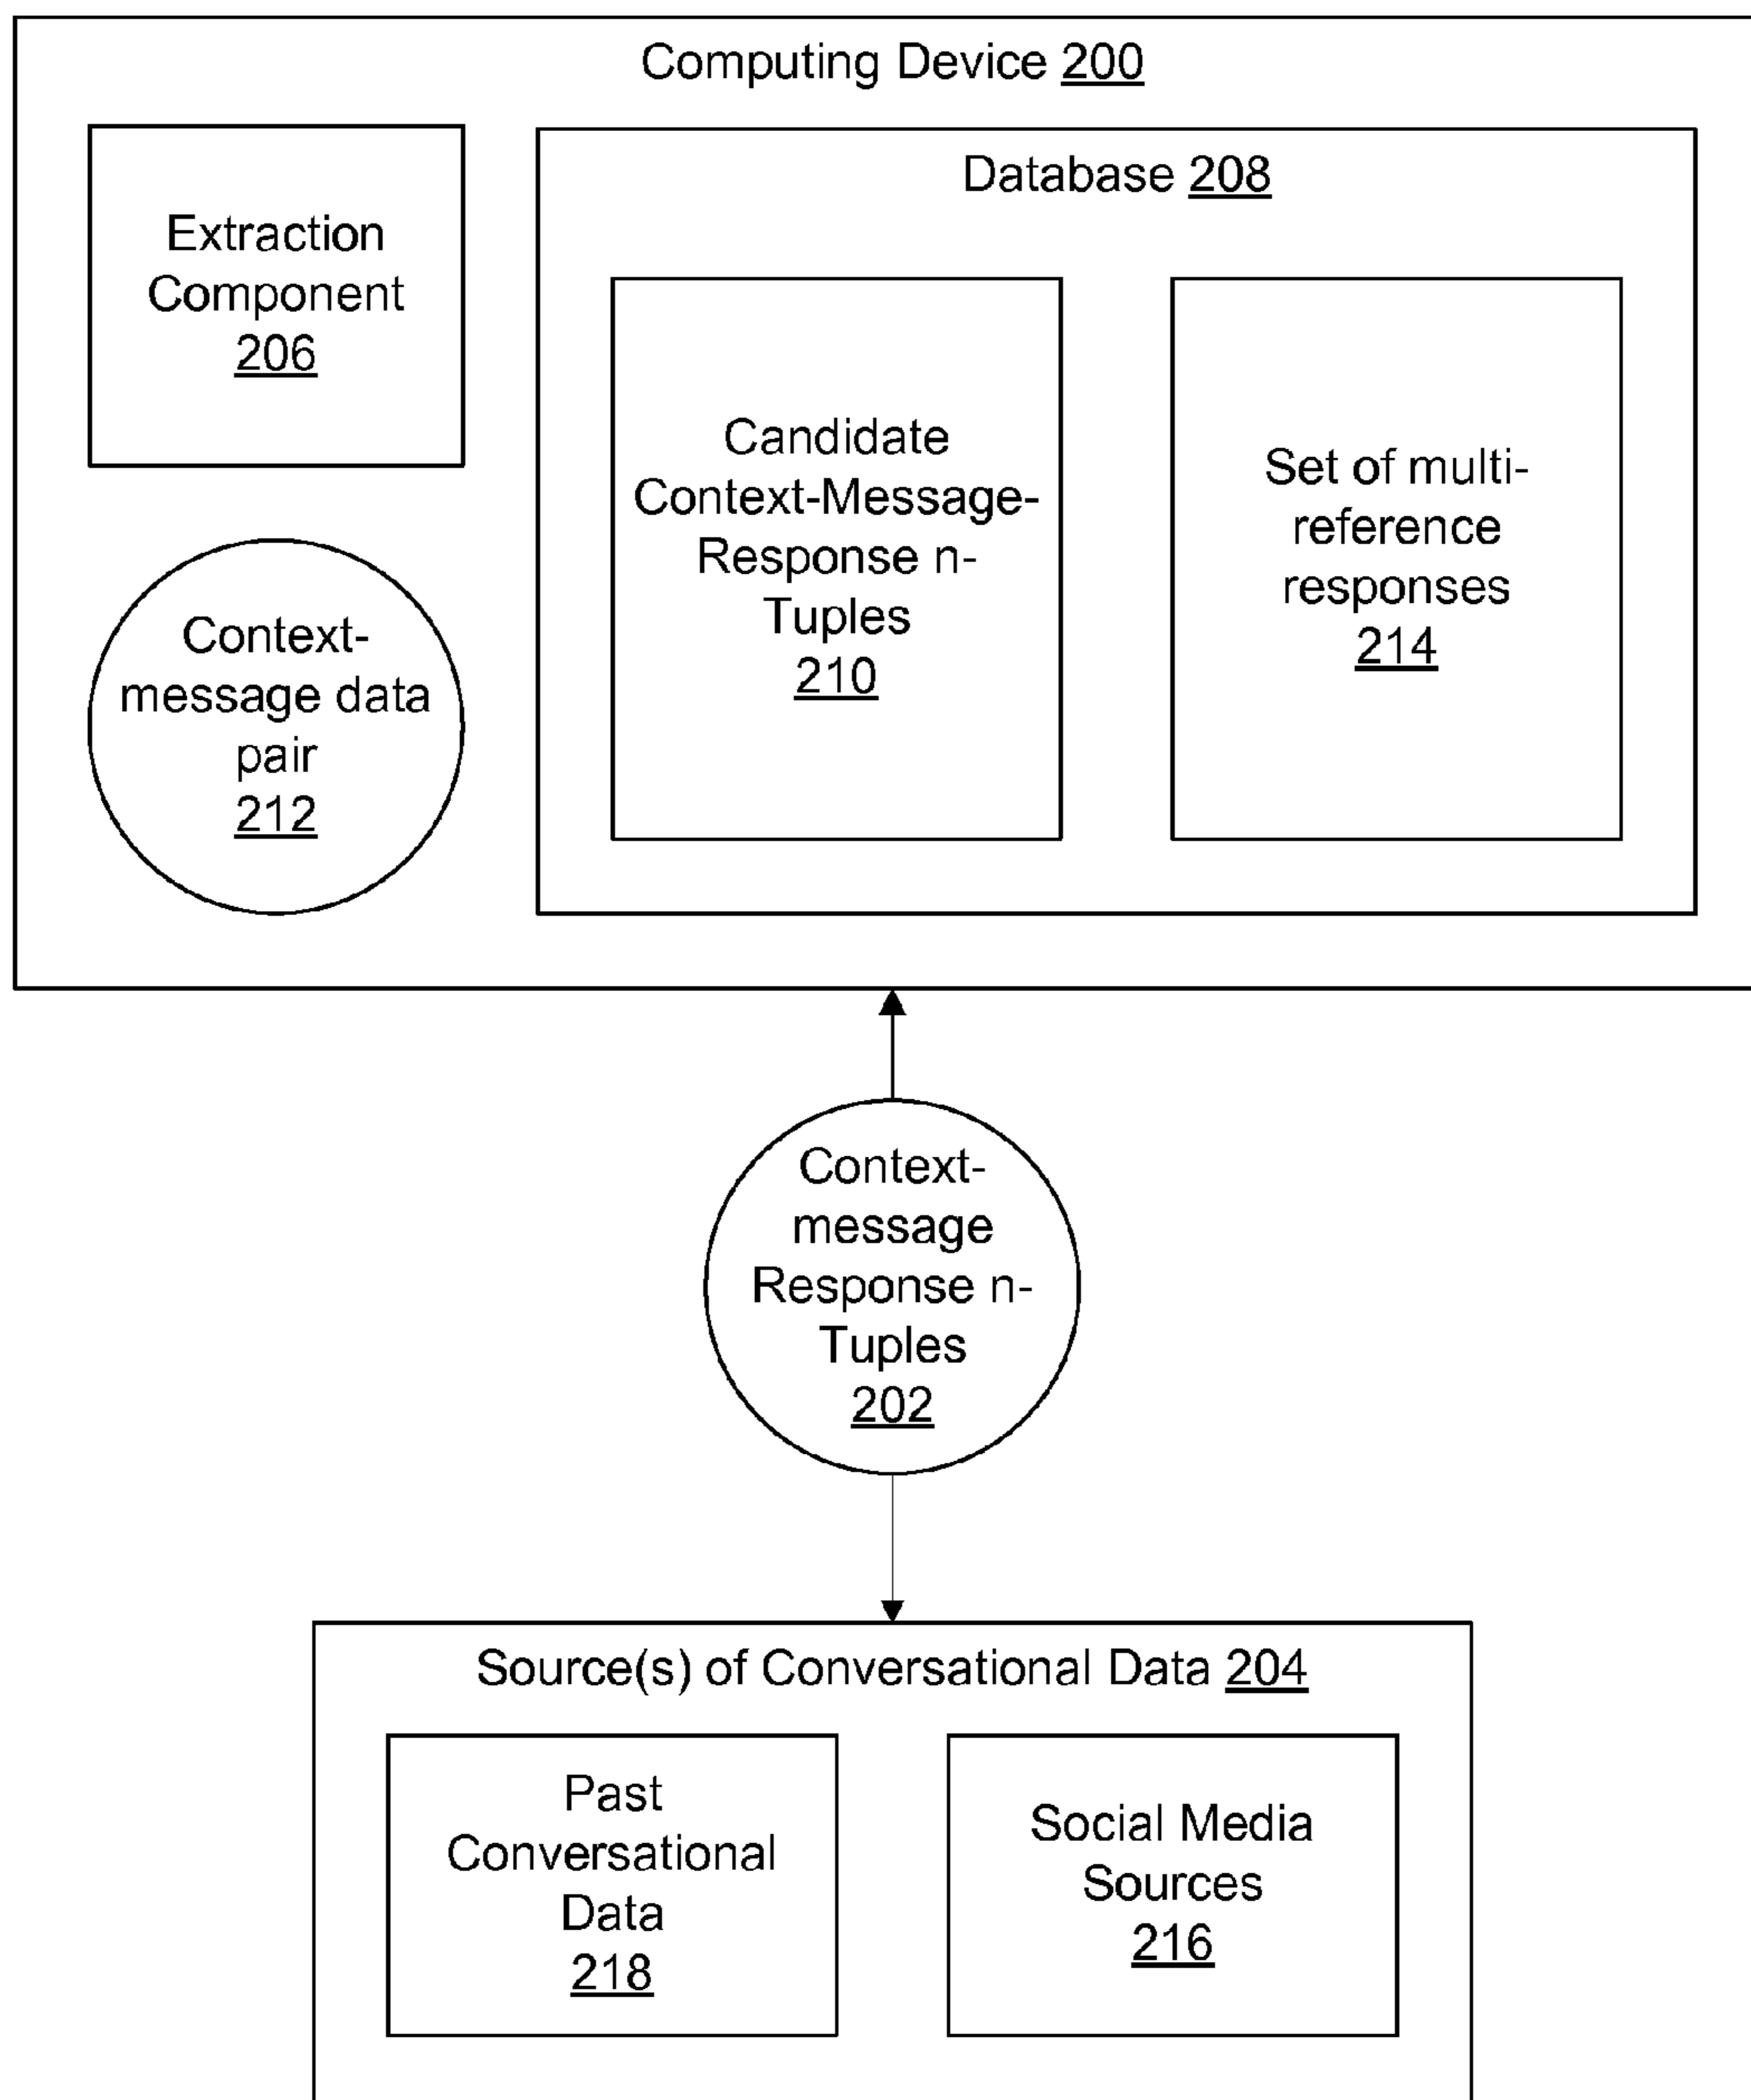 Computing Device 200
Extraction
Component
206
Database 208
Candidate
Context-Message-
Response n-
Tuples
210
Set of multi-
reference
responses
214
Context-
message data
pair
212
Context-
message
Response n-
Tuples
202
Source(s) of Conversational Data 204
Past
Conversational
Data
218
Social Media
Sources
216